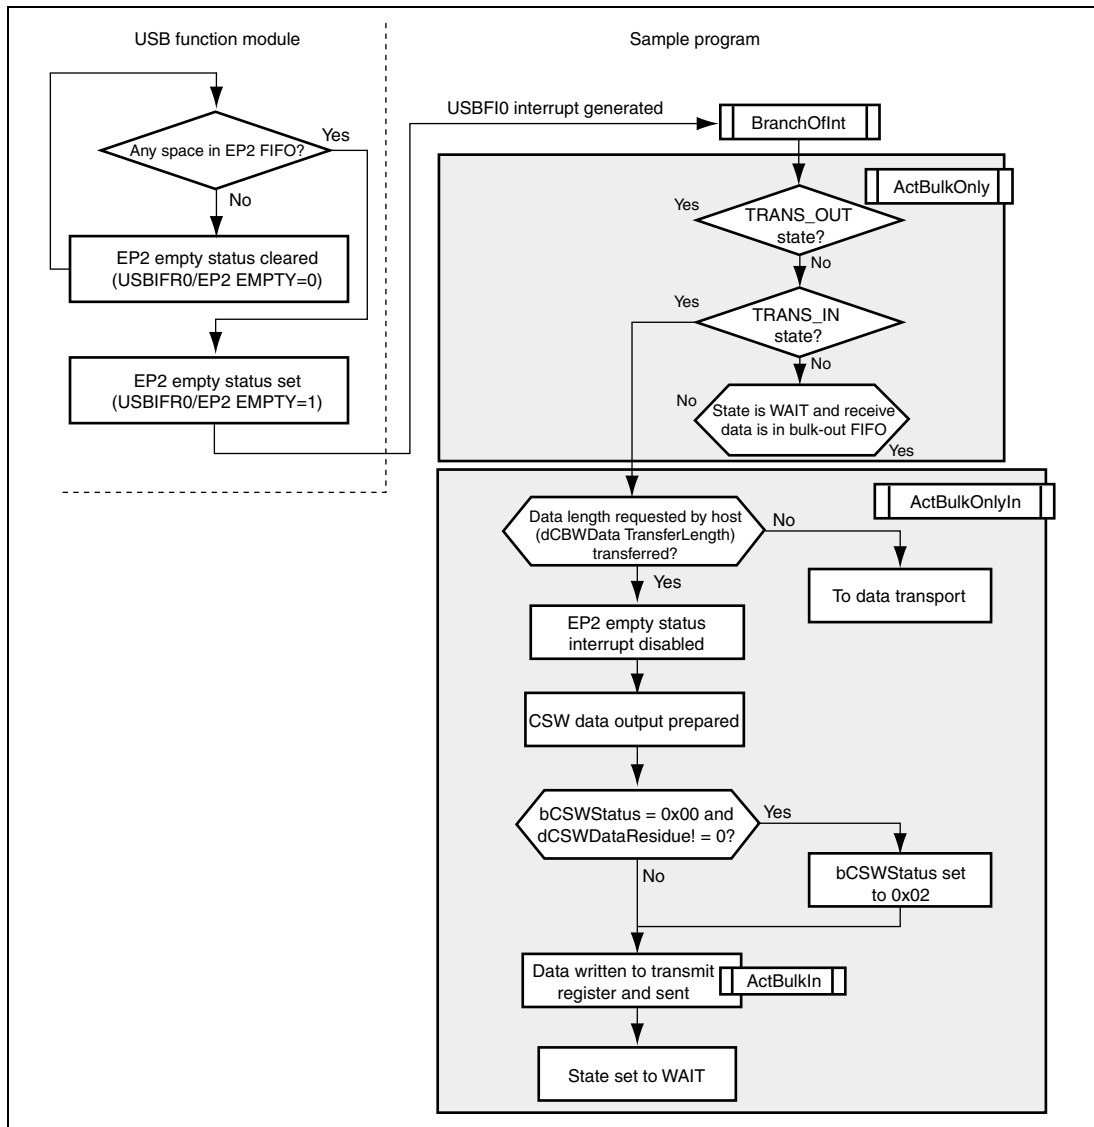 USB function module
Sample program
USBFI0 interrupt generated
BranchOfInt
Any space in EP2 FIFO?
Yes
No
EP2 empty status cleared
(USBIFR0/EP2 EMPTY=0)
EP2 empty status set
(USBIFR0/EP2 EMPTY=1)
ActBulkOnly
TRANS_OUT
state?
Yes
No
TRANS_IN
state?
Yes
No
State is WAIT and receive
data is in bulk-out FIFO
No
Yes
ActBulkOnlyIn
Data length requested by host
(dCBWData TransferLength)
transferred?
No
Yes
To data transport
EP2 empty status
interrupt disabled
CSW data output prepared
bCSWStatus = 0x00 and
dCSWDataResidue! = 0?
Yes
No
bCSWStatus set
to 0x02
Data written to transmit
register and sent
ActBulkIn
State set to WAIT